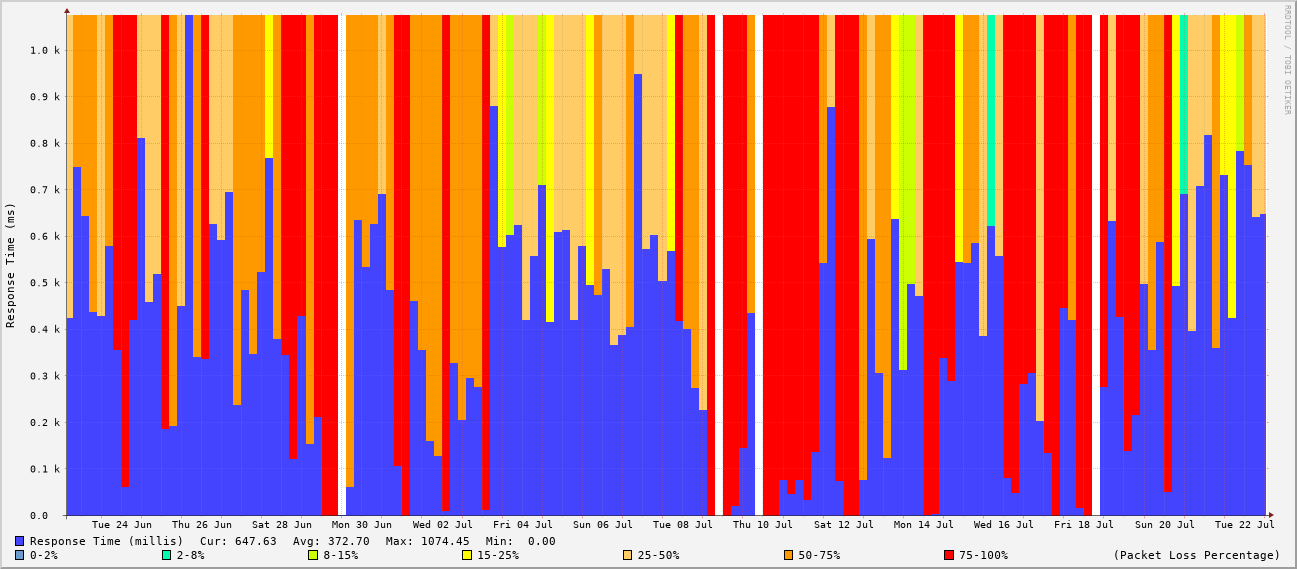 RRDTOOL / TOBI OETIKER
Response Time (ms)
1.0 k
0.9 k
0.8 k
0.7 k
0.6 k
0.5 k
0.4 k
0.3 k
0.2 k
0.1 k
0.0
Tue 24 Jun Thu 26 Jun Sat 28 Jun Mon 30 Jun Wed 02 Jul Fri 04 Jul Sun 06 Jul Tue 08 Jul Thu 10 Jul Sat 12 Jul Mon 14 Jul Wed 16 Jul Fri 18 Jul Sun 20 Jul Tue 22 Jul
Response Time (millis) Cur: 647.63 Avg: 372.70 Max: 1074.45 Min: 0.00
0-2% 2-8% 8-15% 15-25% 25-50% 50-75% 75-100% (Packet Loss Percentage)